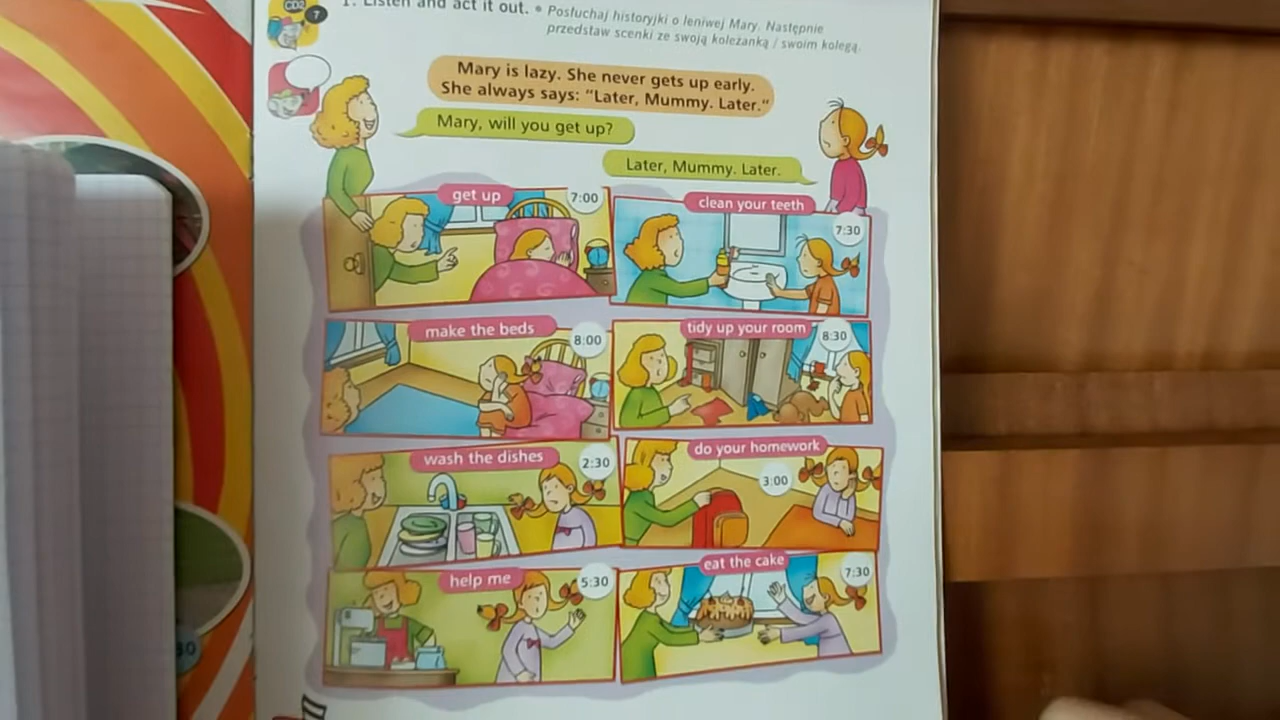 CD2
7
1. Listen and act it out. • Posłuchaj historyjki o leniwej Mary. Następnie
przedstaw scenki ze swoją koleżanką / swoim kolegą.
Mary is lazy. She never gets up early.
She always says: "Later, Mummy. Later."
Mary, will you get up?
Later, Mummy. Later.
get up
7:00
clean your teeth
7:30
make the beds
8:00
tidy up your room
8:30
wash the dishes
2:30
do your homework
3:00
help me
5:30
eat the cake
7:30